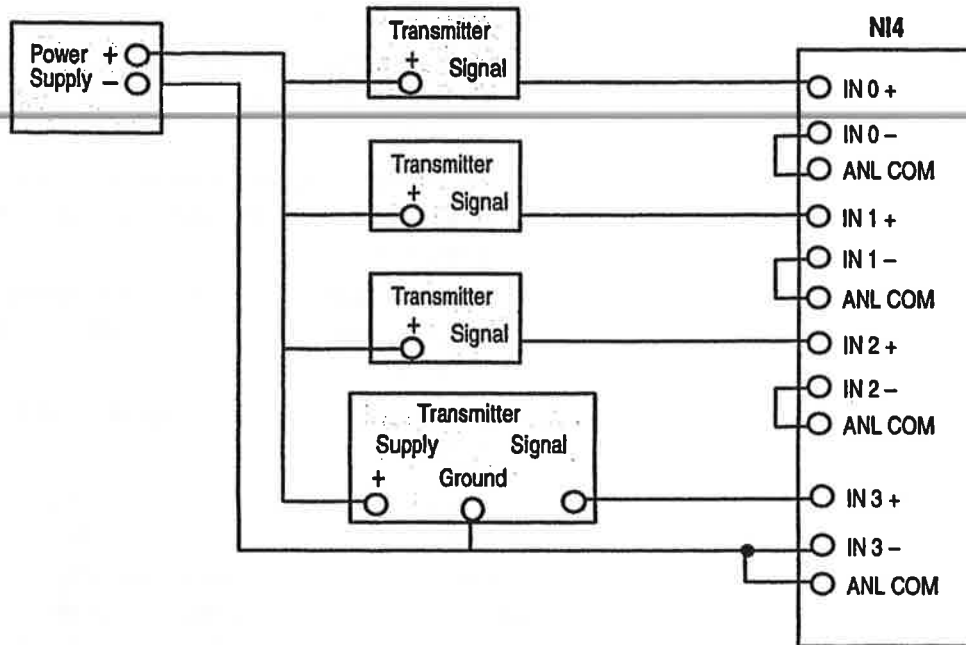 NI4
Power +
Supply –
Transmitter
+ Signal
IN 0 +
IN 0 –
ANL COM
Transmitter
+ Signal
IN 1 +
IN 1 –
ANL COM
Transmitter
+ Signal
IN 2 +
IN 2 –
ANL COM
Transmitter
Supply Signal
+ Ground
IN 3 +
IN 3 –
ANL COM